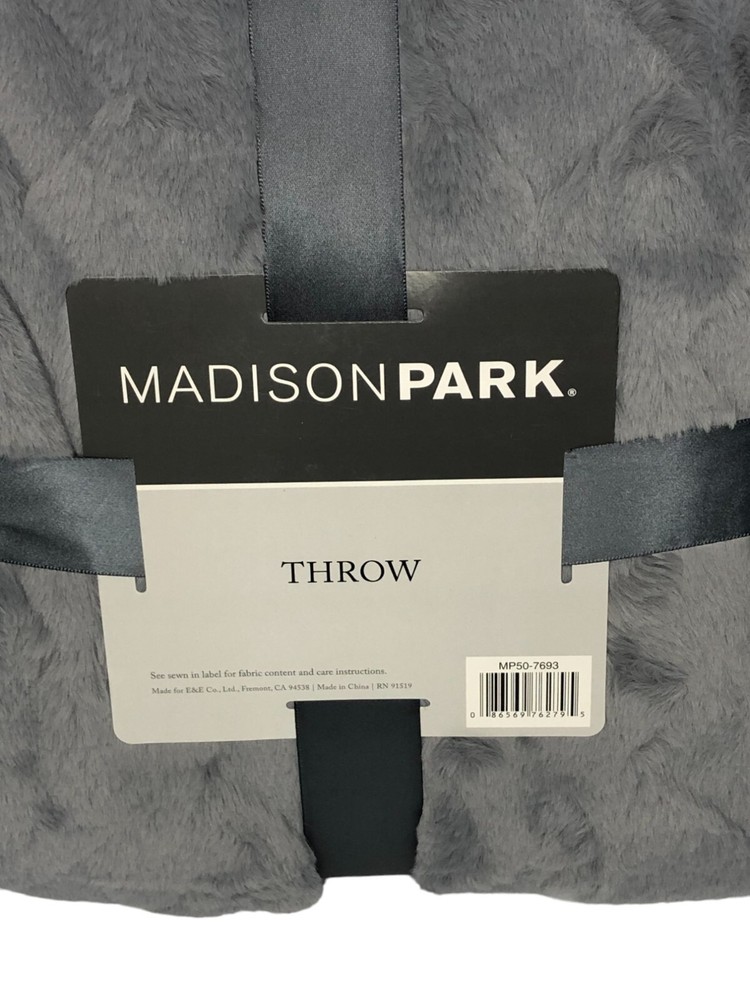 MADISONPARK®
THROW
See sewn in label for fabric content and care instructions.
Made for E&E Co., Ltd., Fremont, CA 94538 | Made in China | RN 91519
MP50-7693
0 86569 76279 5